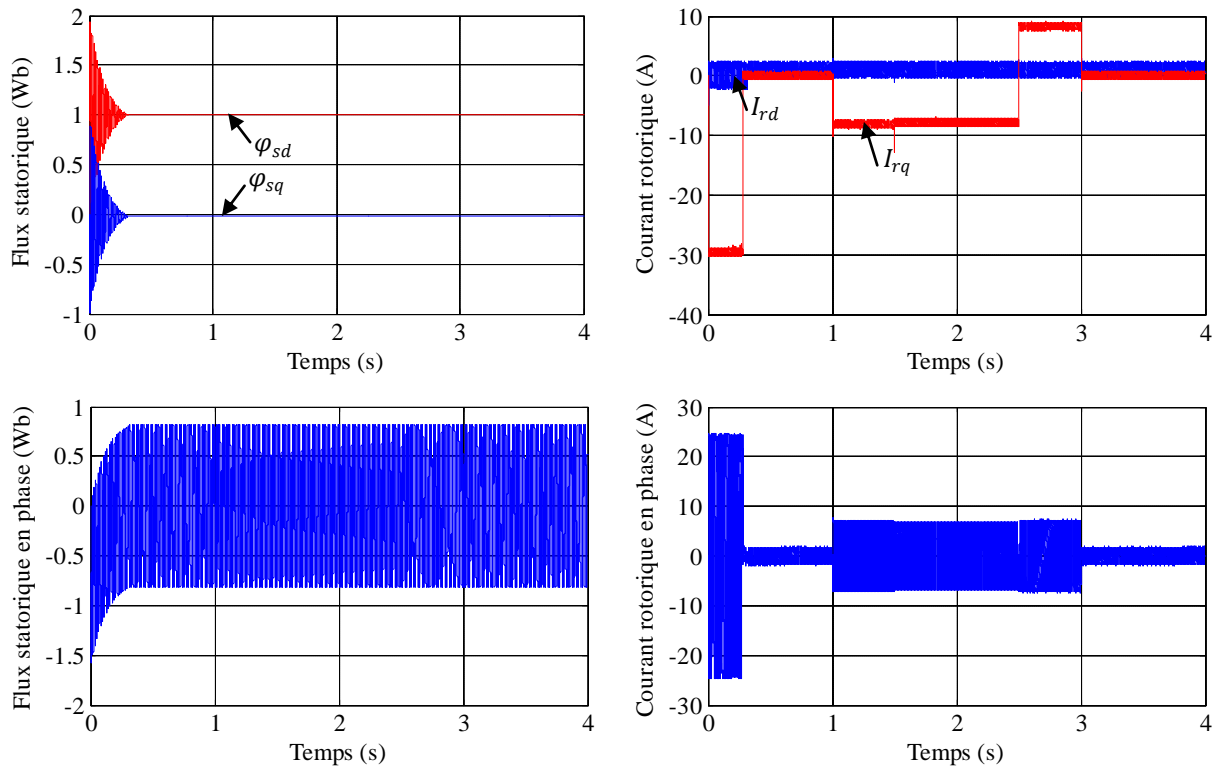 Flux statorique (Wb)
2
1.5
1
0.5
0
-0.5
-1
φsd
φsq
0 1 2 3 4
Temps (s)
Courant rotorique (A)
10
0
-10
-20
-30
-40
Ird
Irq
0 1 2 3 4
Temps (s)
Flux statorique en phase (Wb)
1
0.5
0
-0.5
-1
-1.5
-2
0 1 2 3 4
Temps (s)
Courant rotorique en phase (A)
30
20
10
0
-10
-20
-30
0 1 2 3 4
Temps (s)